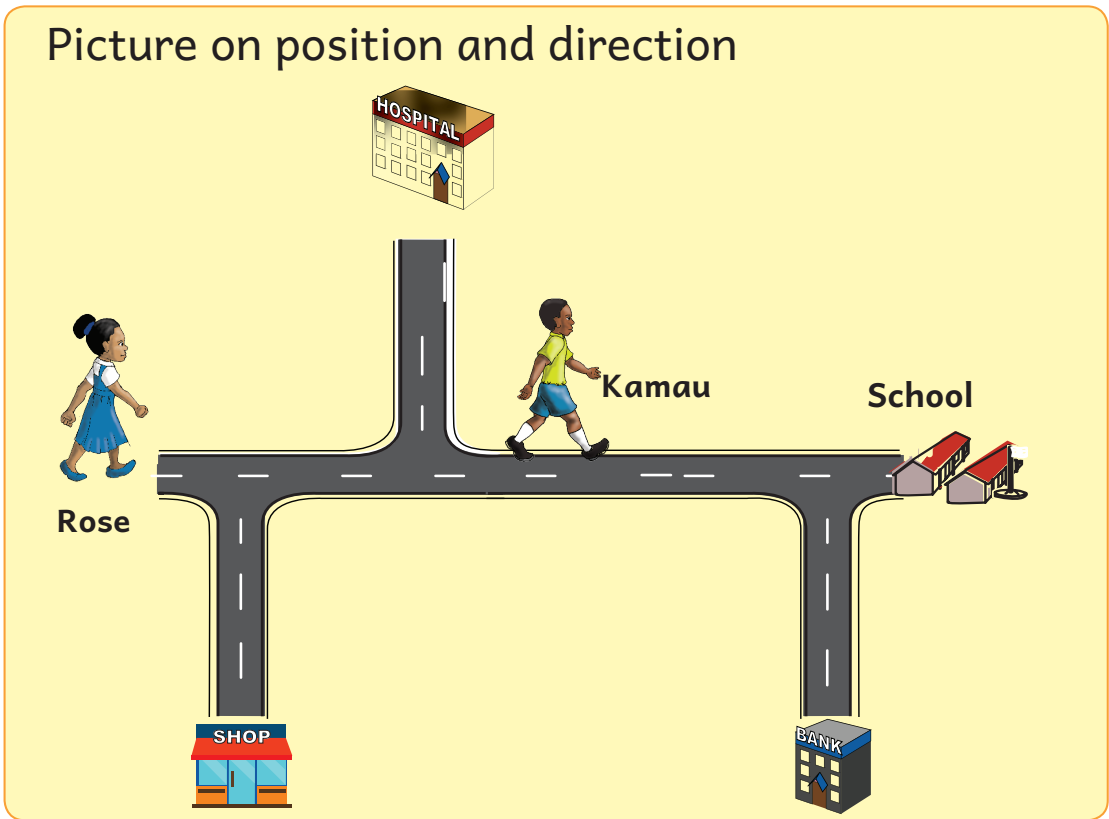 Picture on position and direction
HOSPITAL
Kamau
School
Rose
SHOP
BANK